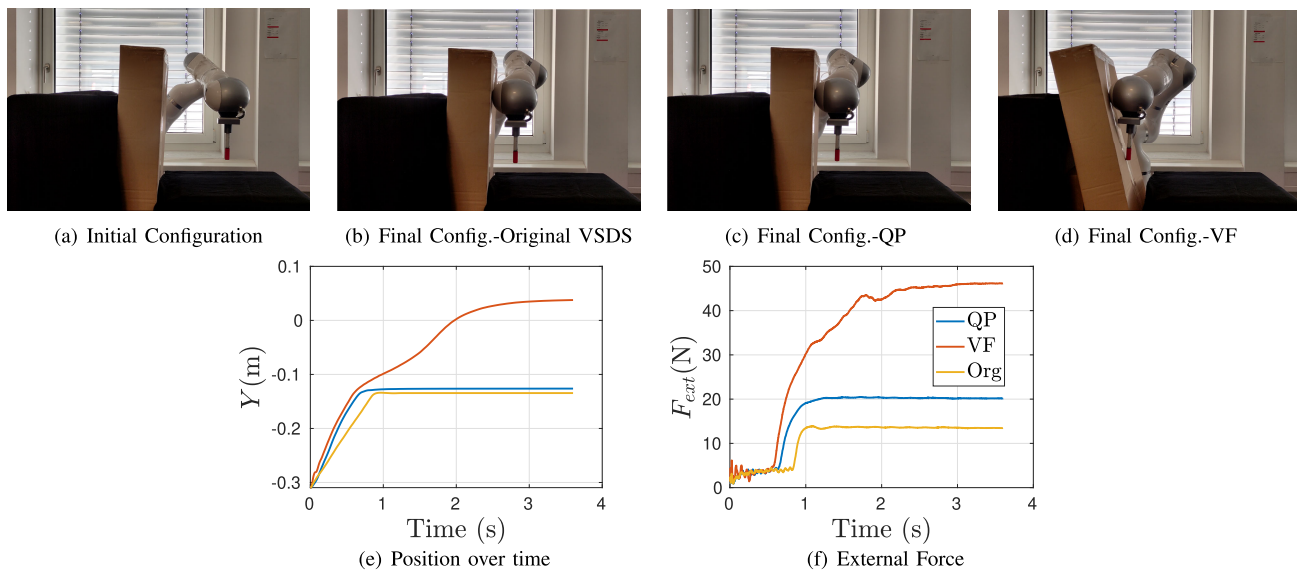 (a) Initial Configuration
(b) Final Config.-Original VSDS
(c) Final Config.-QP
(d) Final Config.-VF
0.1
0
-0.1
-0.2
-0.3
Y(m)
0 1 2 3 4
Time (s)
(e) Position over time
50
40
30
20
10
0
F_{ext}(N)
QP
VF
Org
0 1 2 3 4
Time (s)
(f) External Force